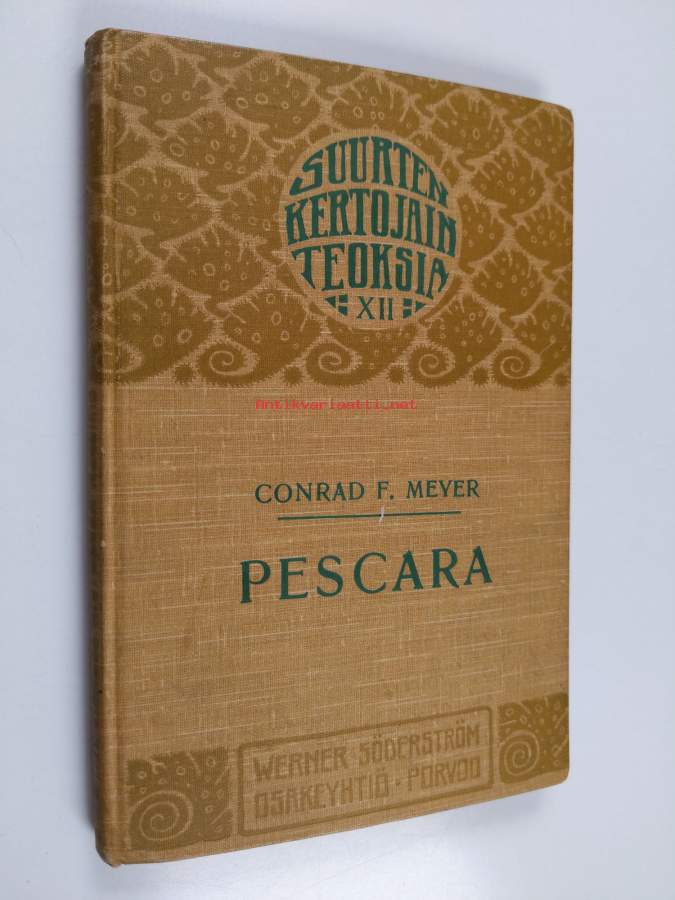 SUURTEN
KERTOJAIN
TEOKSIA
XII
Antikvariaatti.net
CONRAD F. MEYER
PESCARA
WERNER SÖDERSTRÖM
OSAKEYHTIÖ · PORVOO